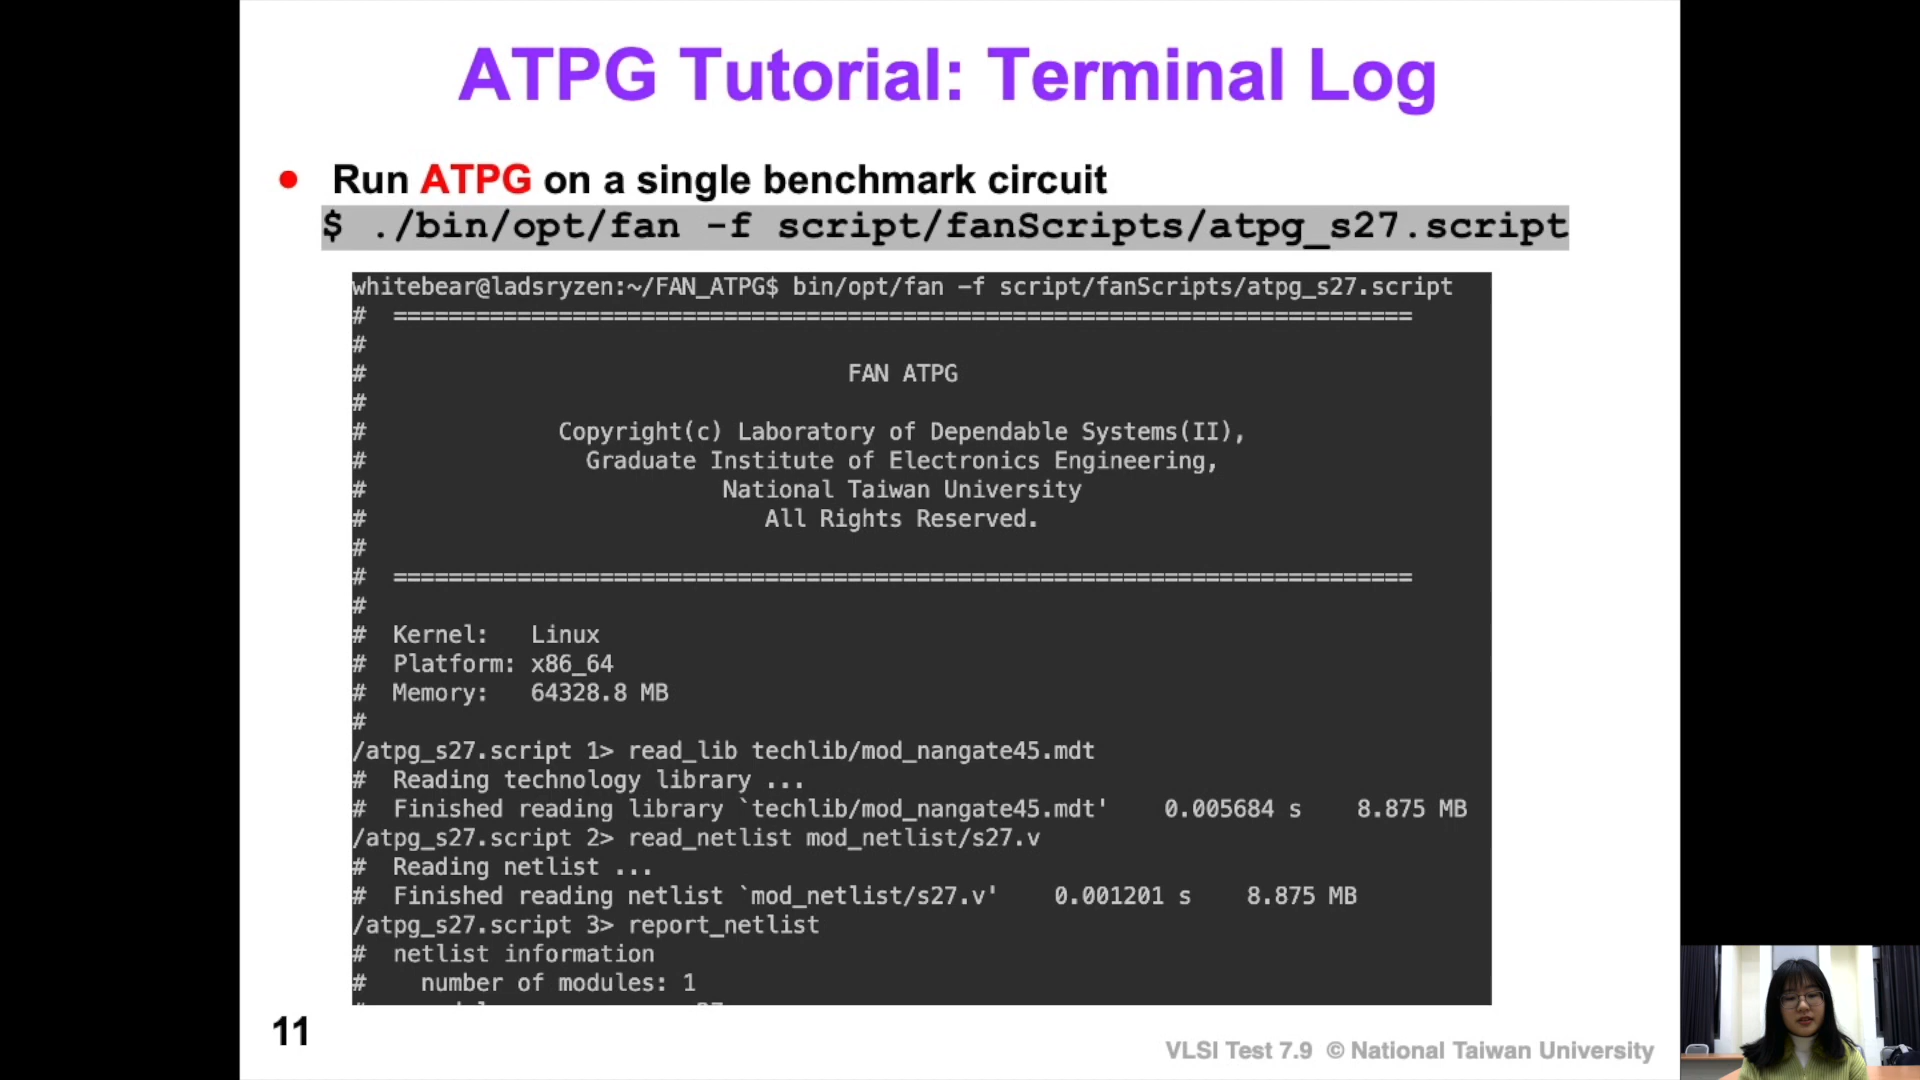 ATPG Tutorial: Terminal Log
• Run ATPG on a single benchmark circuit
$ ./bin/opt/fan -f script/fanScripts/atpg_s27.script
whitebear@ladsryzen:~/FAN_ATPG$ bin/opt/fan -f script/fanScripts/atpg_s27.script
# ==========================================================================
#
# FAN ATPG
#
# Copyright(c) Laboratory of Dependable Systems(II),
# Graduate Institute of Electronics Engineering,
# National Taiwan University
# All Rights Reserved.
#
# ==========================================================================
#
# Kernel: Linux
# Platform: x86_64
# Memory: 64328.8 MB
#
/atpg_s27.script 1> read_lib techlib/mod_nangate45.mdt
# Reading technology library ...
# Finished reading library `techlib/mod_nangate45.mdt' 0.005684 s 8.875 MB
/atpg_s27.script 2> read_netlist mod_netlist/s27.v
# Reading netlist ...
# Finished reading netlist `mod_netlist/s27.v' 0.001201 s 8.875 MB
/atpg_s27.script 3> report_netlist
# netlist information
# number of modules: 1
11
VLSI Test 7.9 © National Taiwan University